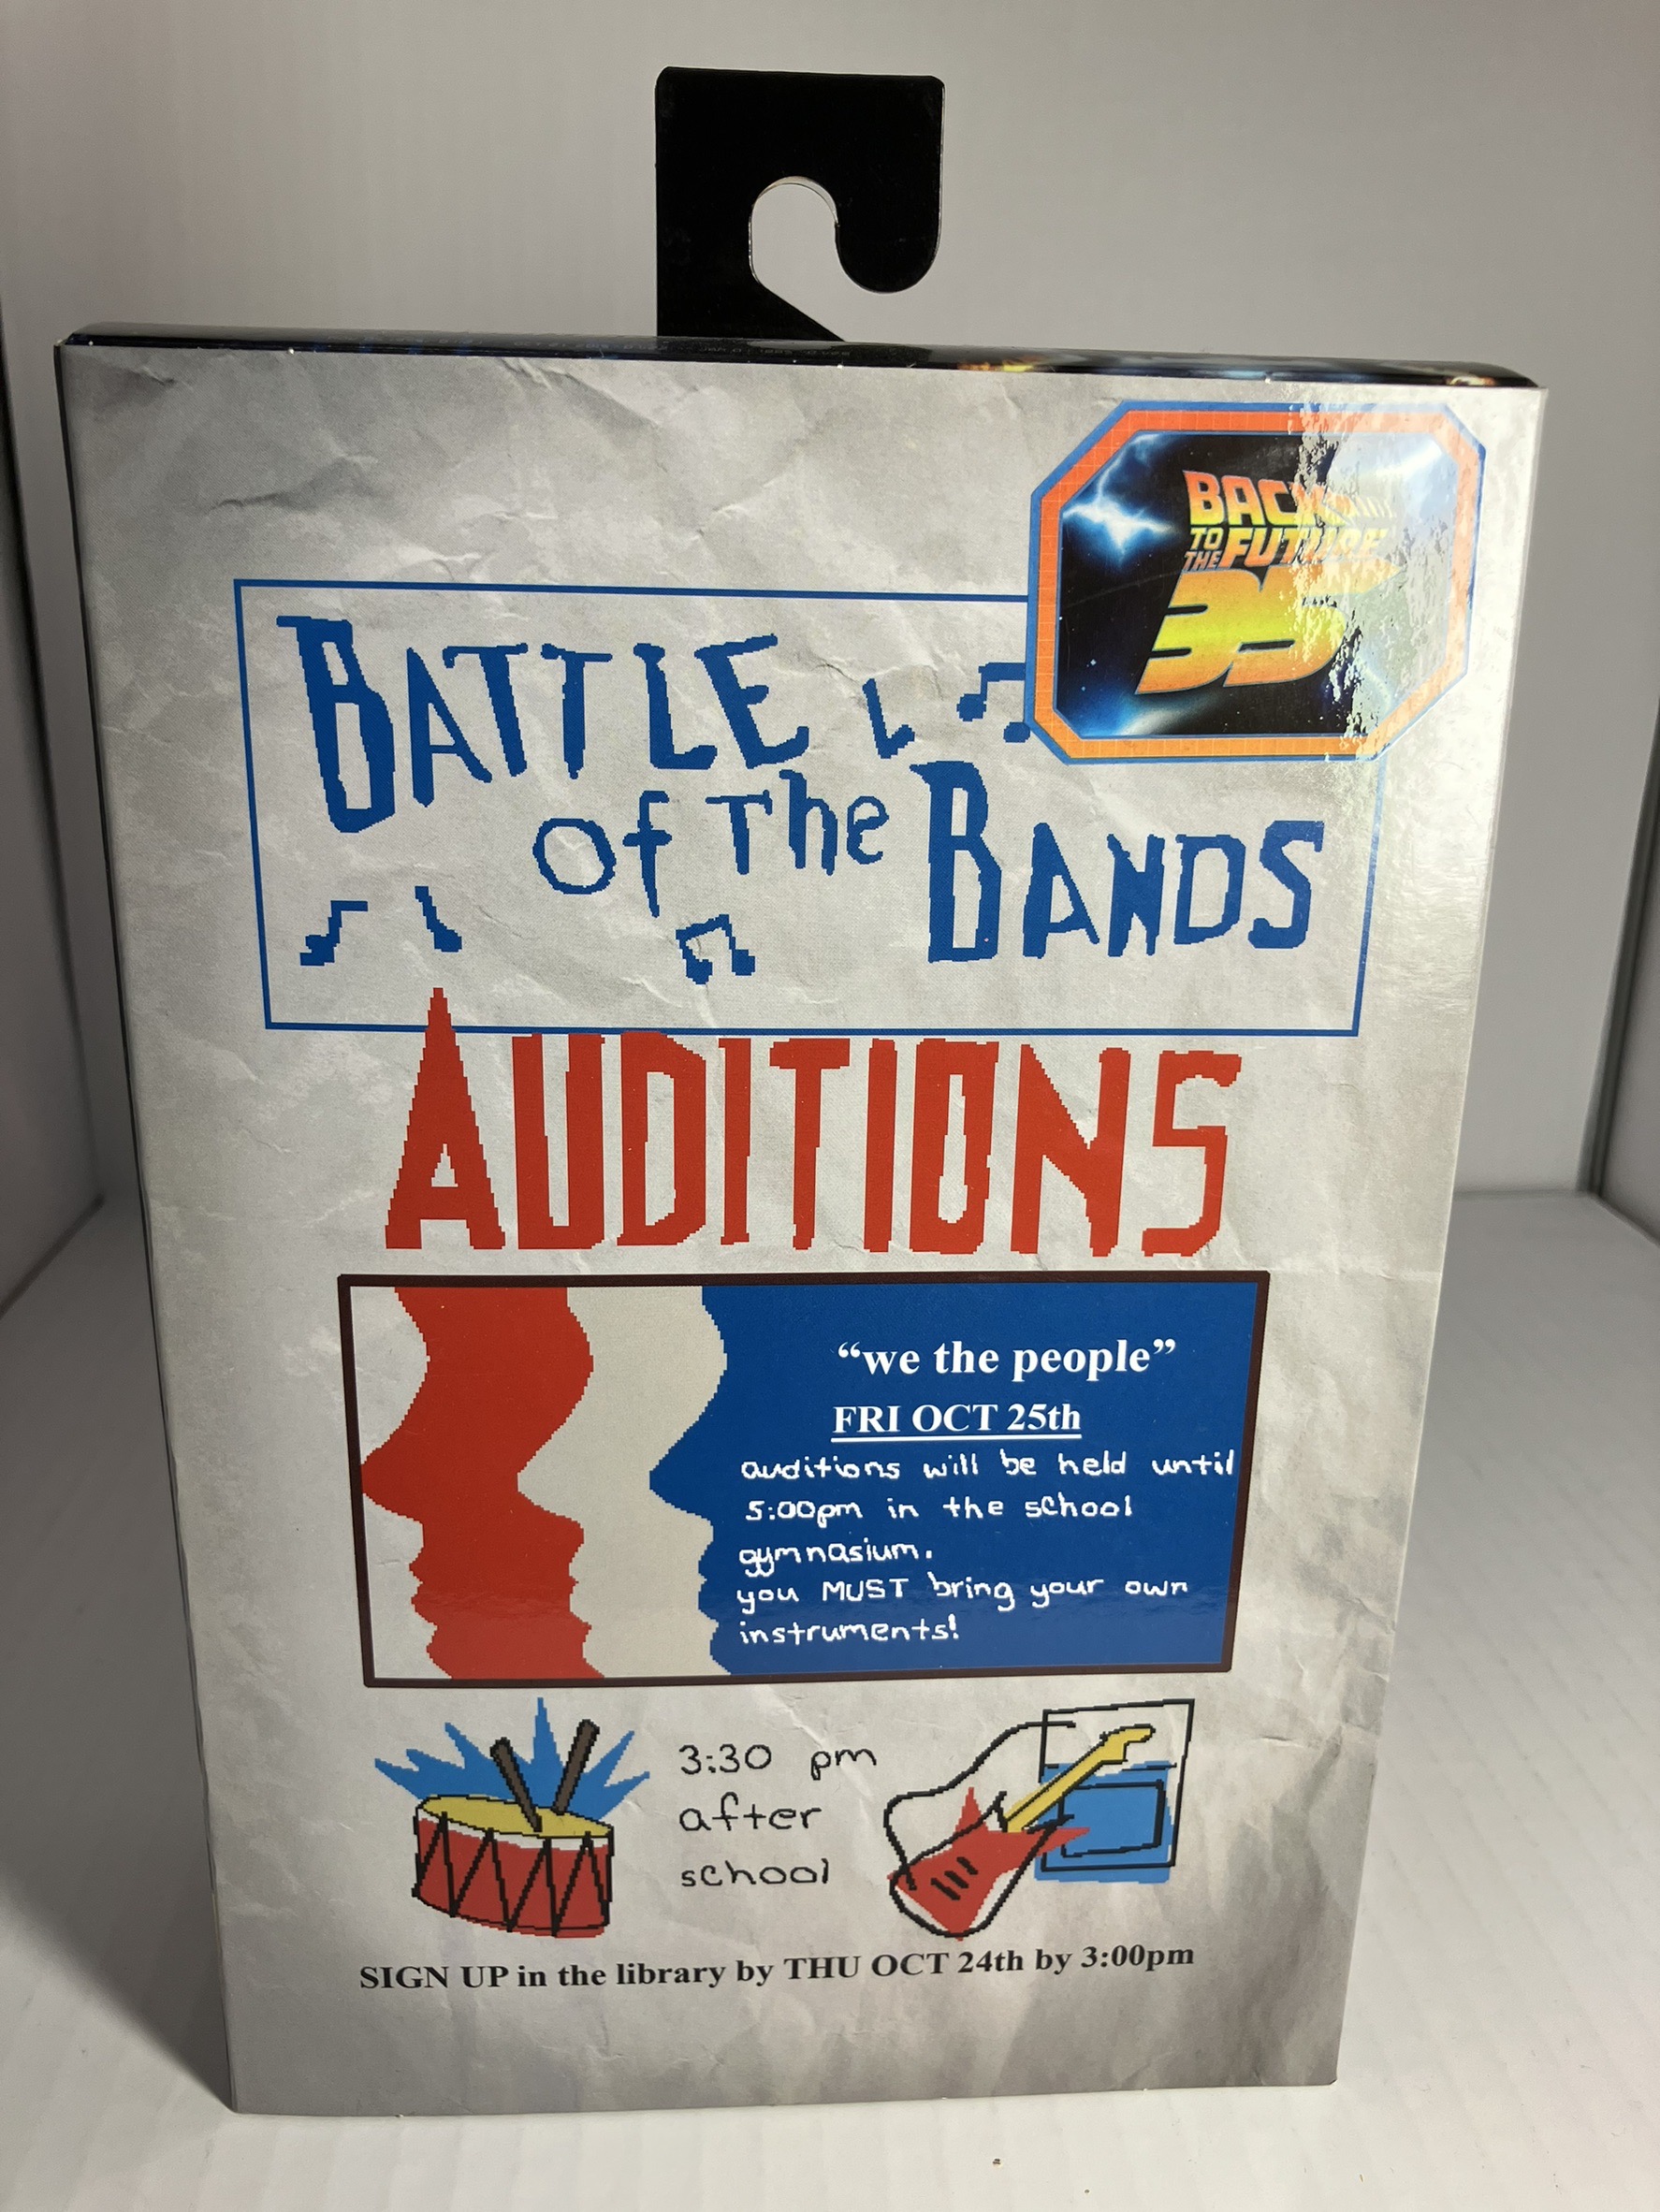 BACK
TO
THE FUTURE
35
BATTLE
of The BANDS
AUDITIONS
“we the people”
FRI OCT 25th
auditions will be held until
5:00pm in the school
gymnasium.
you MUST bring your own
instruments!
3:30 pm
after
school
SIGN UP in the library by THU OCT 24th by 3:00pm